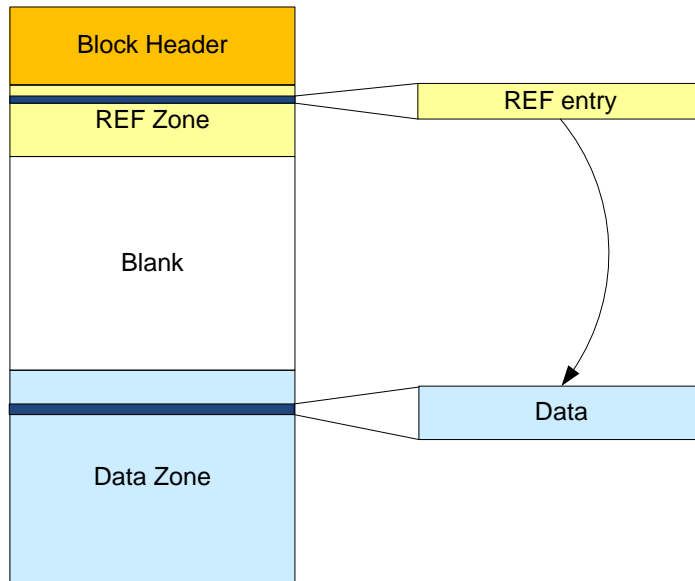 Block Header
REF entry
REF Zone
Blank
Data
Data Zone